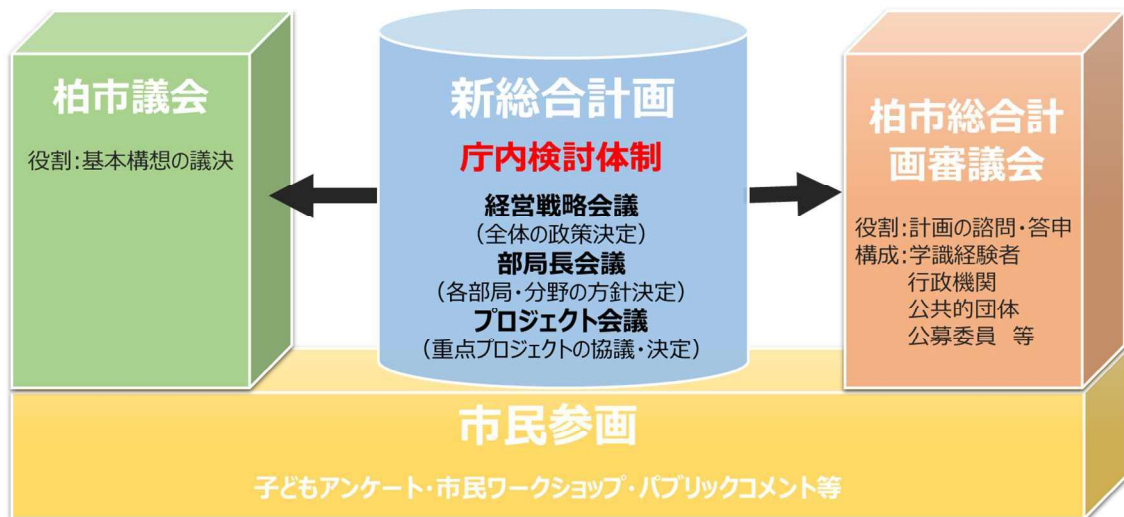 柏市議会
役割:基本構想の議決
新総合計画
庁内検討体制
経営戦略会議
(全体の政策決定)
部局長会議
(各部局・分野の方針決定)
プロジェクト会議
(重点プロジェクトの協議・決定)
柏市総合計
画審議会
役割:計画の諮問・答申
構成:学識経験者
行政機関
公共的団体
公募委員 等
市民参画
子どもアンケート・市民ワークショップ・パブリックコメント等